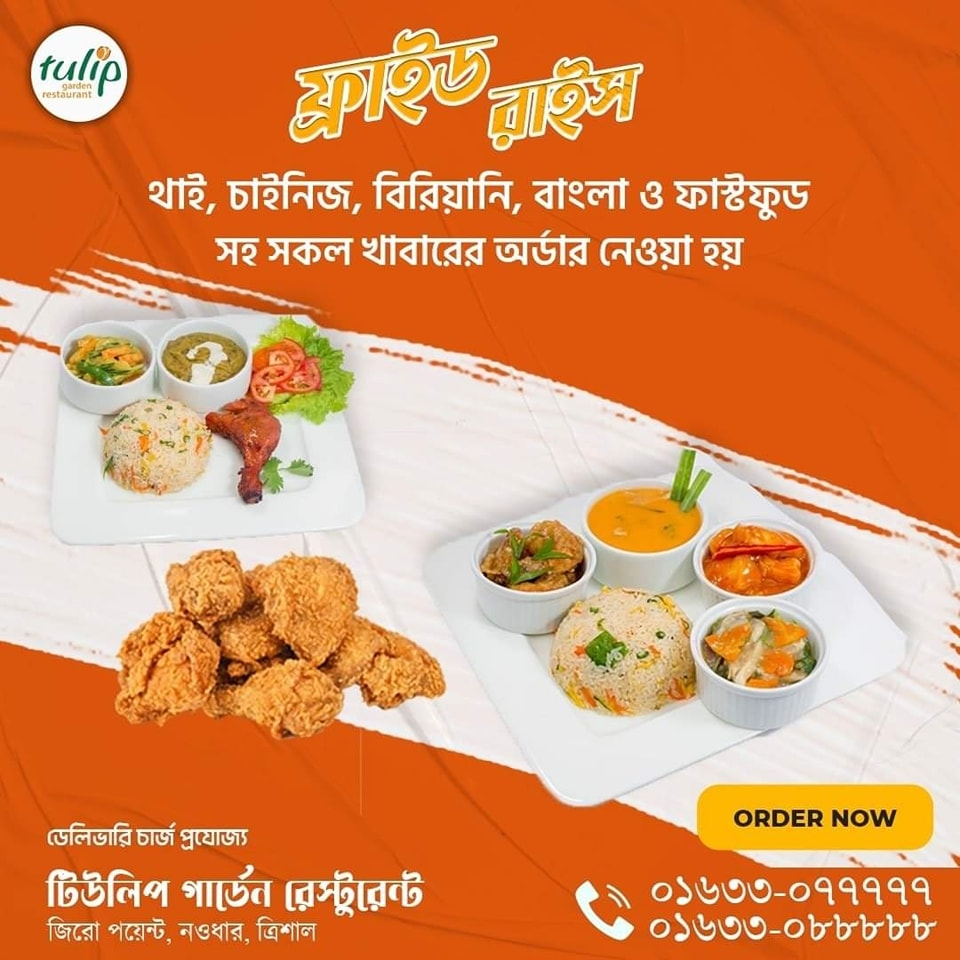 tulip
garden
restaurant
ফ্রাইড
রাইস
থাই, চাইনিজ, বিরিয়ানি, বাংলা ও ফাস্টফুড
সহ সকল খাবারের অর্ডার নেওয়া হয়
ORDER NOW
ডেলিভারি চার্জ প্রযোজ্য
টিউলিপ গার্ডেন রেস্টুরেন্ট
জিরো পয়েন্ট, নওধার, ত্রিশাল
০১৬৩৩-০৭৭৭৭৭
০১৬৩৩-০৮৮৮৮৮